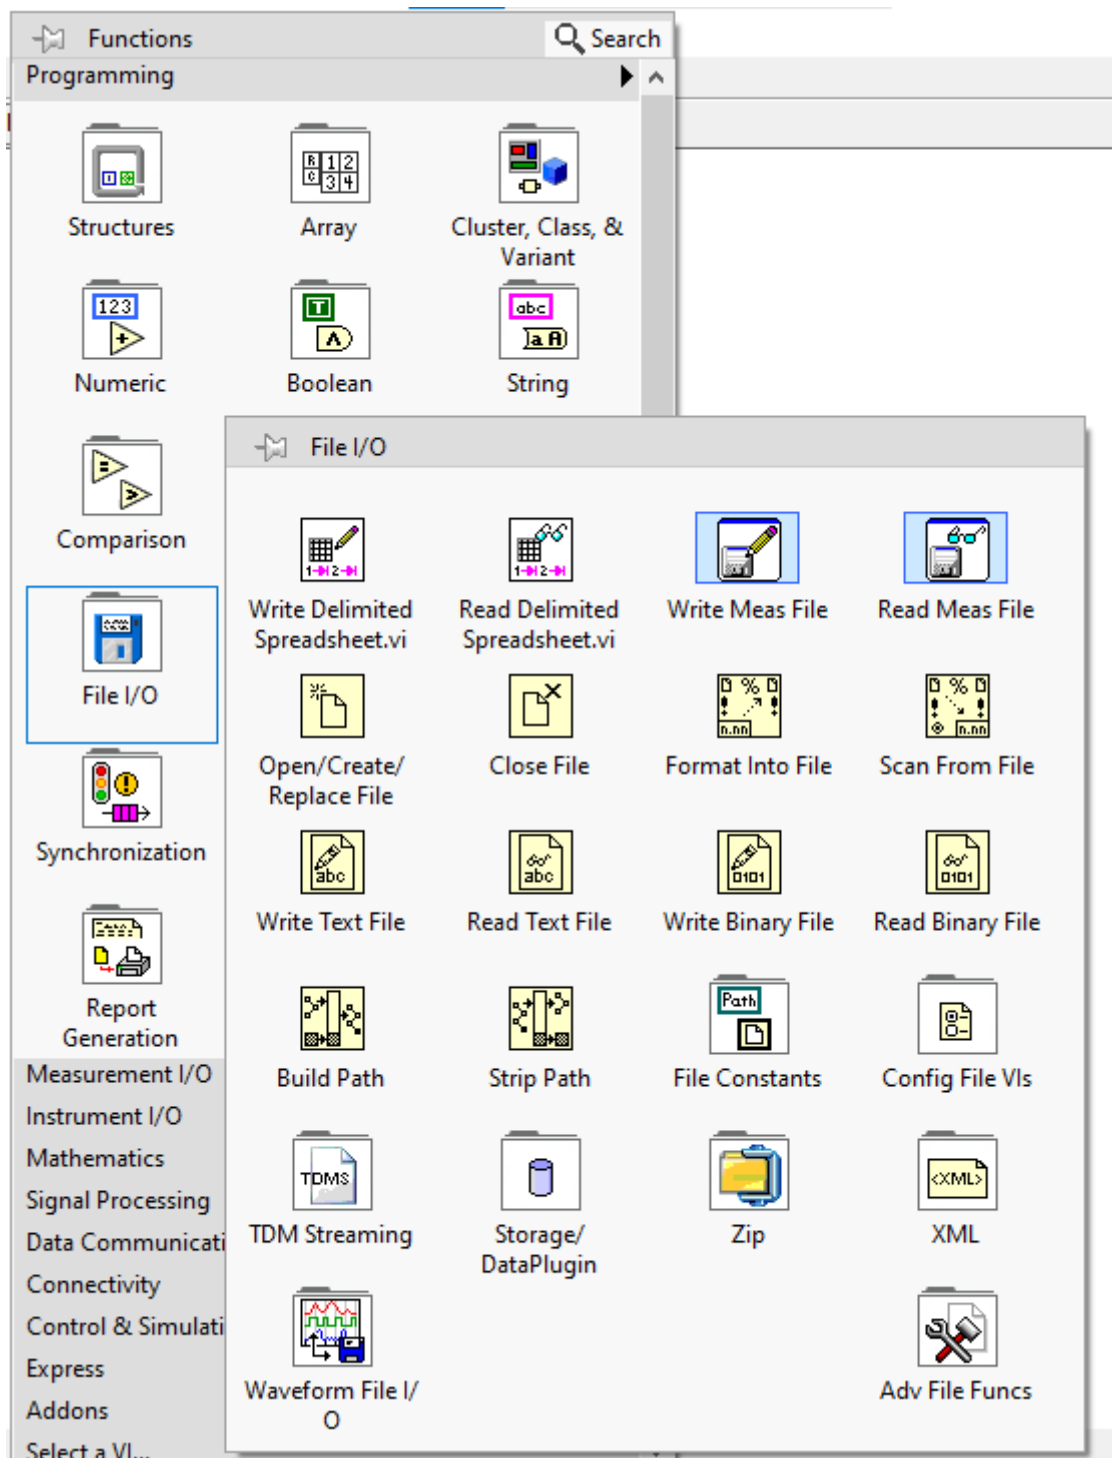 Functions
Search
Programming
Structures
Array
Cluster, Class, &
Variant
Numeric
Boolean
String
Comparison
File I/O
Synchronization
Report
Generation
Measurement I/O
Instrument I/O
Mathematics
Signal Processing
Data Communicati
Connectivity
Control & Simulati
Express
Addons
Select a VI...
File I/O
Write Delimited
Spreadsheet.vi
Read Delimited
Spreadsheet.vi
Write Meas File
Read Meas File
Open/Create/
Replace File
Close File
Format Into File
Scan From File
Write Text File
Read Text File
Write Binary File
Read Binary File
Build Path
Strip Path
File Constants
Config File VIs
TDM Streaming
Storage/
DataPlugin
Zip
XML
Waveform File I/
O
Adv File Funcs